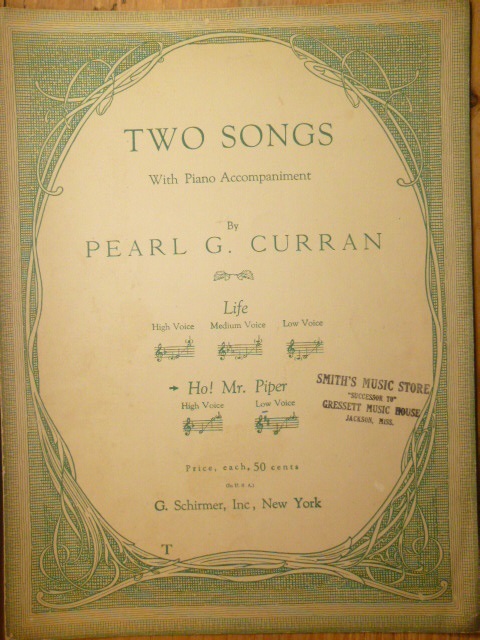 TWO SONGS
With Piano Accompaniment
By
PEARL G. CURRAN
Life
High Voice Medium Voice Low Voice
Ho! Mr. Piper
High Voice Low Voice
SMITH'S MUSIC STORE
"SUCCESSOR TO"
GRESSETT MUSIC HOUSE
JACKSON, MISS.
Price, each, 50 cents
(In U. S. A.)
G. Schirmer, Inc., New York
T